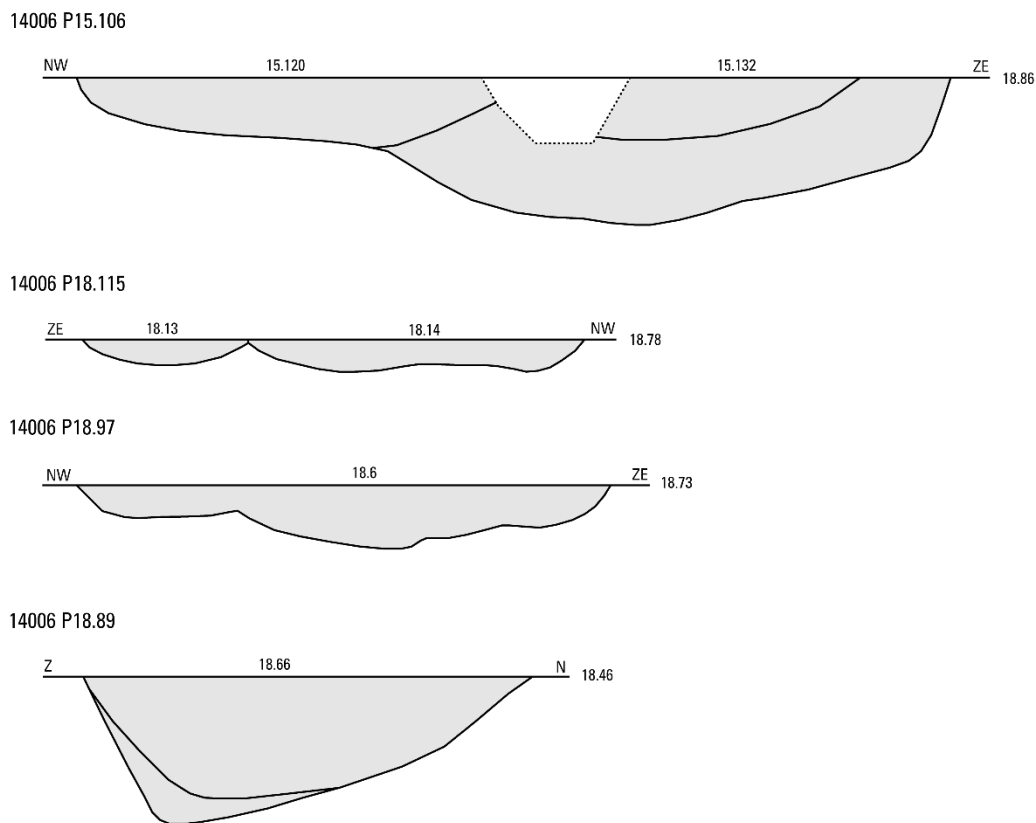 14006 P15.106
NW 15.120 15.132 ZE 18.86
14006 P18.115
ZE 18.13 18.14 NW 18.78
14006 P18.97
NW 18.6 ZE 18.73
14006 P18.89
Z 18.66 N 18.46